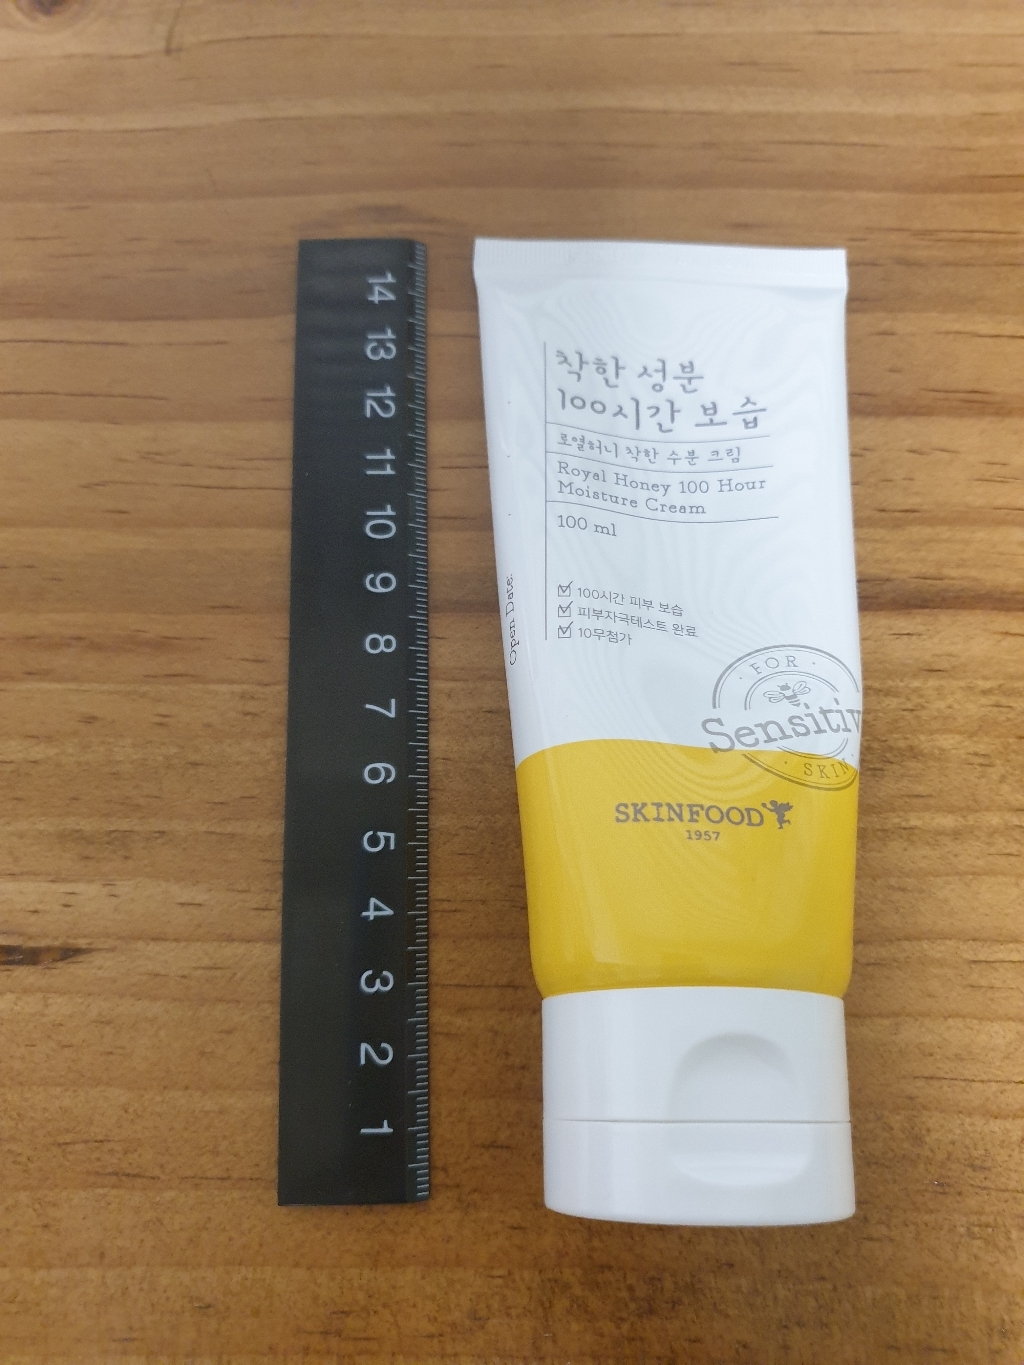 14
13
12
11
10
9
8
7
6
5
4
3
2
1
착한 성분
100시간 보습
로열허니 착한 수분 크림
Royal Honey 100 Hour
Moisture Cream
100 ml
☑ 100시간 피부 보습
☑ 피부자극테스트 완료
☑ 10무첨가
Open Date:
· FOR ·
Sensitiv
· SKIN
SKINFOOD
1957